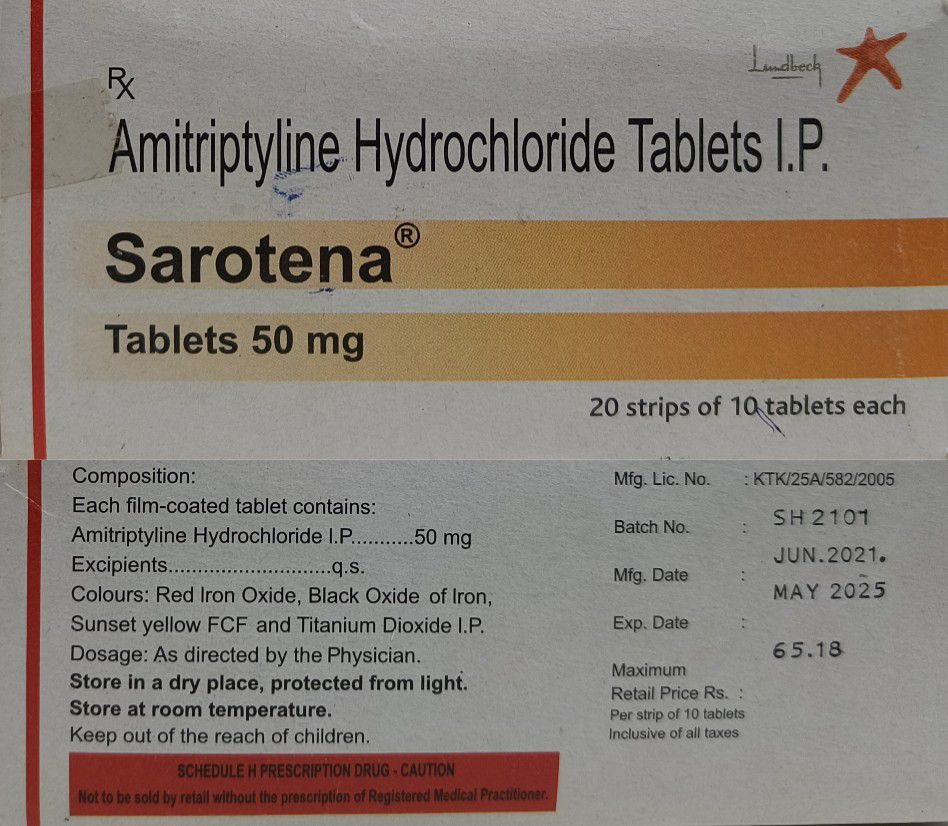 Lundbeck
Rx
Amitriptyline Hydrochloride Tablets I.P.
Sarotena®
Tablets 50 mg
20 strips of 10 tablets each
Composition:
Each film-coated tablet contains:
Amitriptyline Hydrochloride I.P...........50 mg
Excipients............................q.s.
Colours: Red Iron Oxide, Black Oxide of Iron,
Sunset yellow FCF and Titanium Dioxide I.P.
Dosage: As directed by the Physician.
Store in a dry place, protected from light.
Store at room temperature.
Keep out of the reach of children.
SCHEDULE H PRESCRIPTION DRUG - CAUTION
Not to be sold by retail without the prescription of Registered Medical Practitioner.
Mfg. Lic. No. : KTK/25A/582/2005
Batch No. : SH2101
Mfg. Date : JUN.2021.
Exp. Date : MAY 2025
Maximum
Retail Price Rs. : 65.18
Per strip of 10 tablets
Inclusive of all taxes